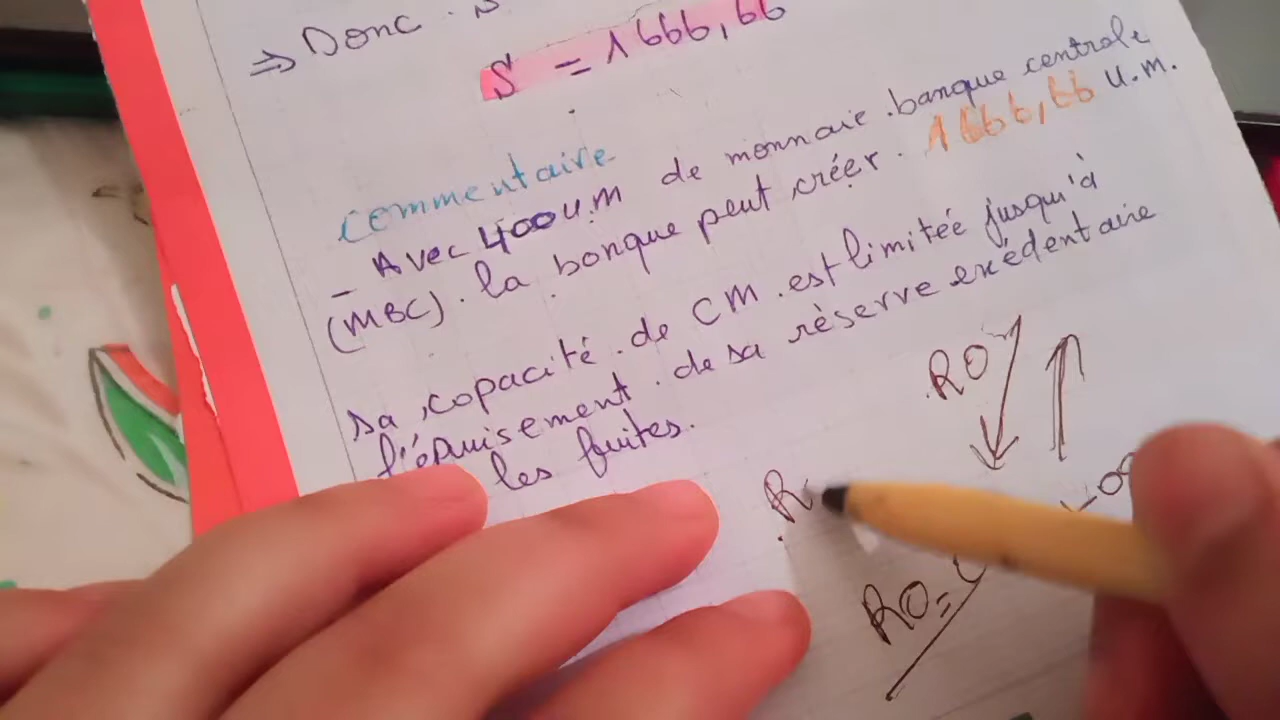 ⇒ Donc . S
S = 1666,66
commentaire
- Avec 400 U.M de monnaie banque centrale
(MBC). la banque peut créer. 1666,66 U.M.
sa capacité de CM est limitée jusqu'à
l'épuisement de sa réserve exédentaire
les fuites.
RO
R
RO =